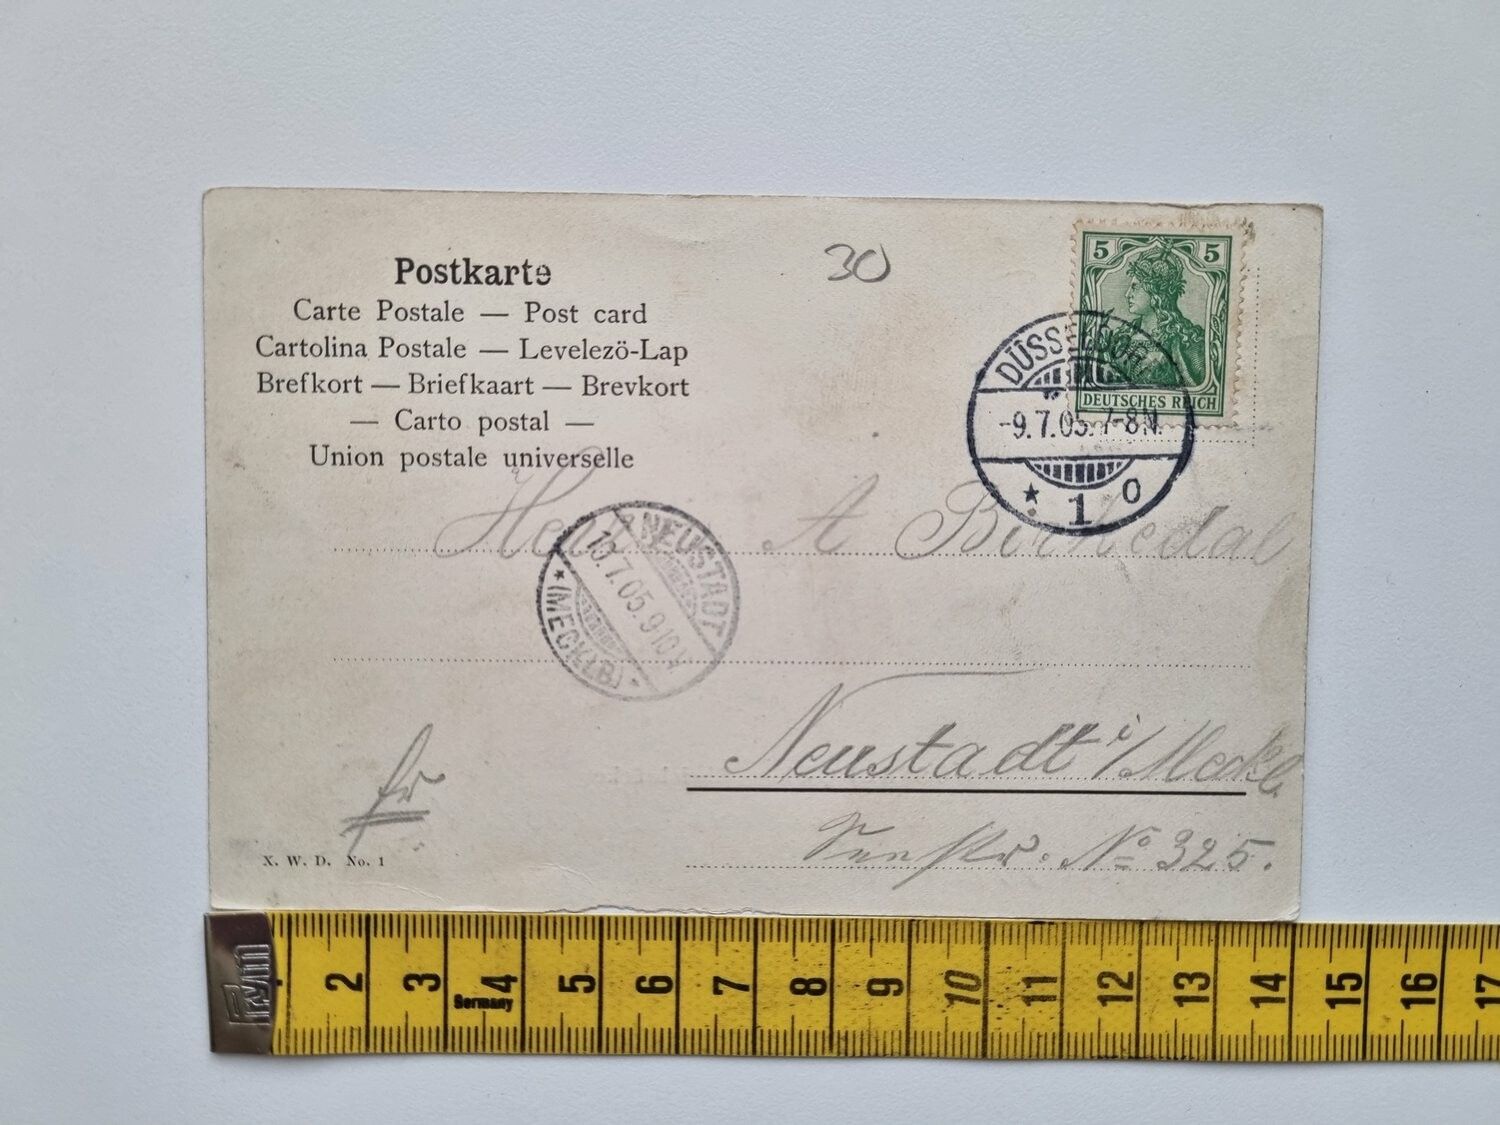 Postkarte
Carte Postale — Post card
Cartolina Postale — Levelezö-Lap
Brefkort — Briefkaart — Brevkort
— Carto postal —
Union postale universelle
30
5 5
DEUTSCHES REICH
DÜSSELDORF
-9.7.05.7-8N.
* 1 o
Herrn A
NEUSTADT
10.7.05.9-10V
* (MECKLB) *
Neustadt i/Meckl.
No 325.
X. W. D. No. 1
2 3 4 5 6 7 8 9 10 11 12 13 14 15 16 17
Germany
Prym